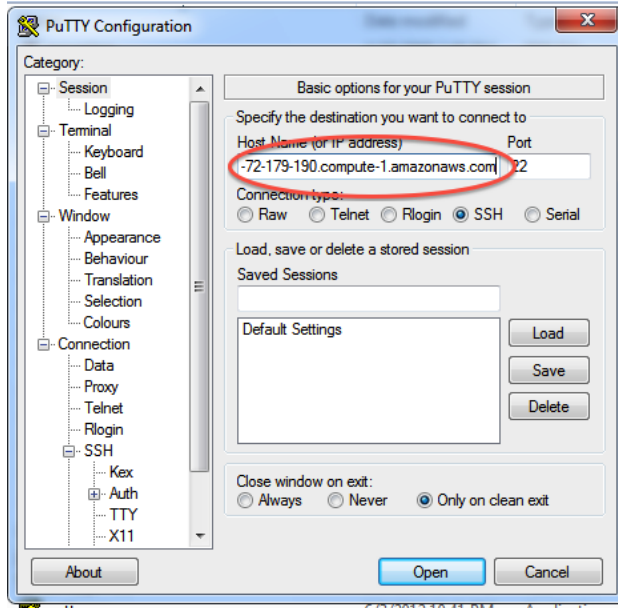 PuTTY Configuration
Category:
Session
Logging
Terminal
Keyboard
Bell
Features
Window
Appearance
Behaviour
Translation
Selection
Colours
Connection
Data
Proxy
Telnet
Rlogin
SSH
Kex
Auth
TTY
X11
Basic options for your PuTTY session
Specify the destination you want to connect to
Host Name (or IP address) Port
-72-179-190.compute-1.amazonaws.com 22
Connection type:
Raw Telnet Rlogin SSH Serial
Load, save or delete a stored session
Saved Sessions
Default Settings
Load
Save
Delete
Close window on exit:
Always Never Only on clean exit
About Open Cancel